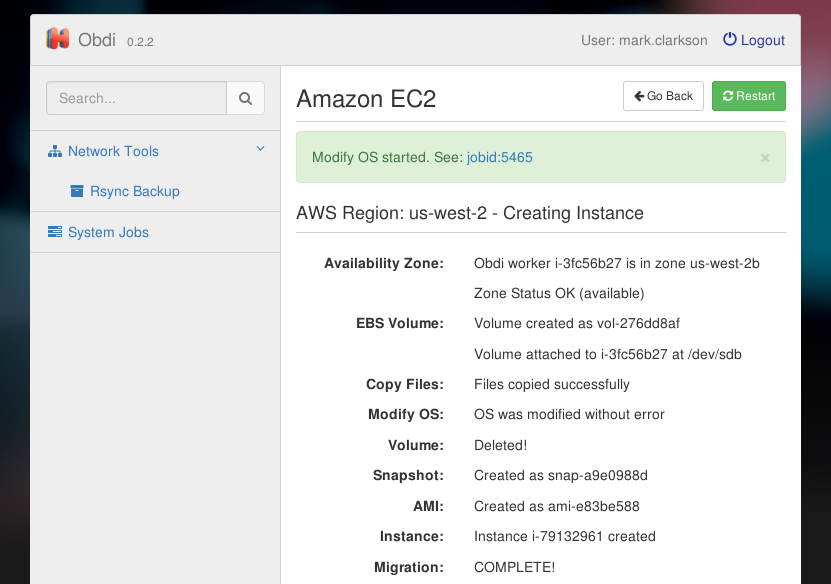 Obdi 0.2.2
User: mark.clarkson Logout
Search...
Network Tools
Rsync Backup
System Jobs
Amazon EC2
Go Back Restart
Modify OS started. See: jobid:5465 ×
AWS Region: us-west-2 - Creating Instance
Availability Zone: Obdi worker i-3fc56b27 is in zone us-west-2b
Zone Status OK (available)
EBS Volume: Volume created as vol-276dd8af
Volume attached to i-3fc56b27 at /dev/sdb
Copy Files: Files copied successfully
Modify OS: OS was modified without error
Volume: Deleted!
Snapshot: Created as snap-a9e0988d
AMI: Created as ami-e83be588
Instance: Instance i-79132961 created
Migration: COMPLETE!